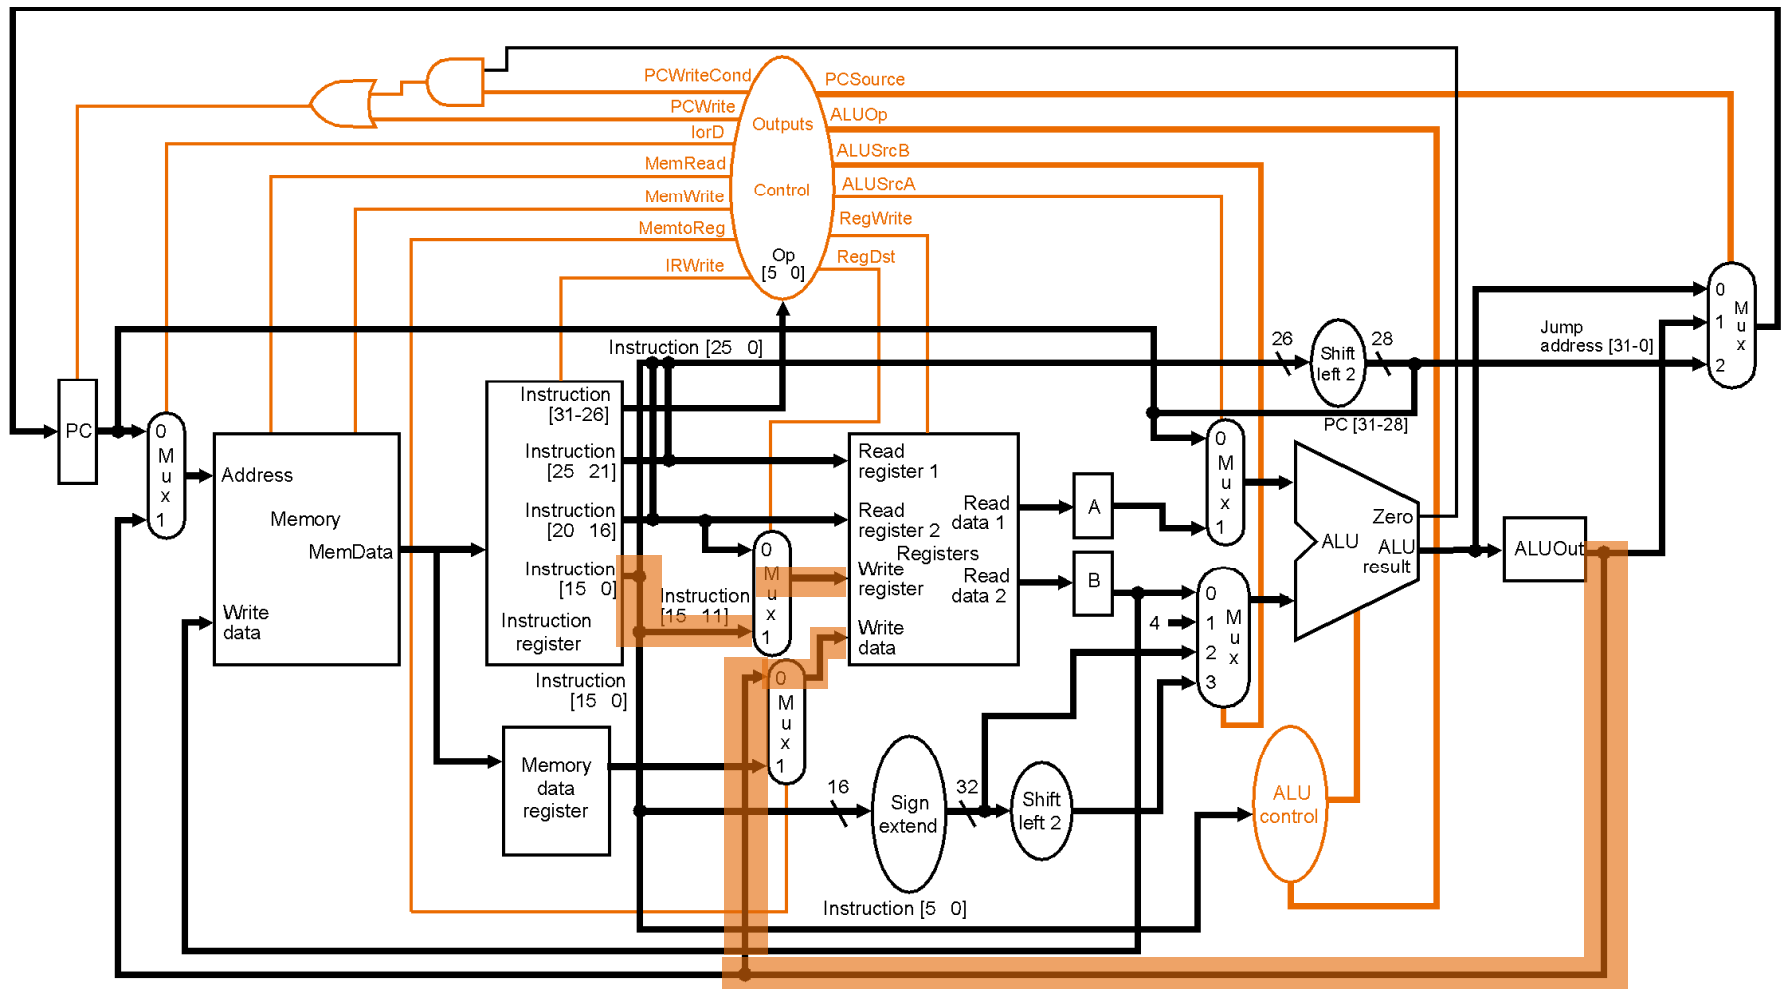 PCWriteCond
PCSource
PCWrite
ALUOp
Outputs
IorD
ALUSrcB
MemRead
ALUSrcA
Control
MemWrite
RegWrite
MemtoReg
Op
[5 0]
RegDst
IRWrite
0
1
2
M
u
x
Jump
address [31-0]
Instruction [25 0]
26
Shift
left 2
28
PC [31-28]
PC
0
M
u
x
1
Address
Memory
MemData
Write
data
Instruction
[31-26]
Instruction
[25 21]
Instruction
[20 16]
Instruction
[15 0]
Instruction
register
Instruction
[15 11]
0
M
u
x
1
Read
register 1
Read
register 2
Registers
Write
register
Write
data
Read
data 1
Read
data 2
A
B
0
M
u
x
1
4
0
1
2
3
M
u
x
Zero
ALU
ALU
result
ALUOut
Instruction
[15 0]
Memory
data
register
0
M
u
x
1
16
Sign
extend
32
Shift
left 2
ALU
control
Instruction [5 0]